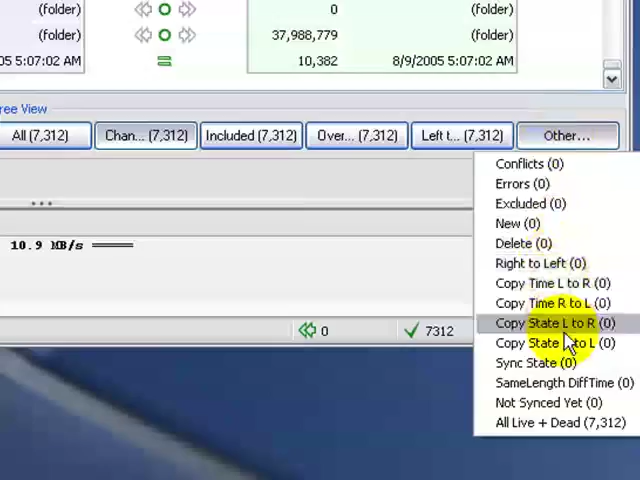 (folder) 0
(folder) 37,988,779
005 5:07:02 AM 10,382 8/9/2005 5:07:02 AM
ree View
All (7,312) Chan... (7,312) Included (7,312) Over... (7,312) Left t... (7,312) Other...
Conflicts (0)
Errors (0)
Excluded (0)
New (0)
Delete (0)
Right to Left (0)
Copy Time L to R (0)
Copy Time R to L (0)
Copy State L to R (0)
Copy State to L (0)
Sync State (0)
SameLength DiffTime (0)
Not Synced Yet (0)
All Live + Dead (7,312)
10.9 MB/s
0 7312